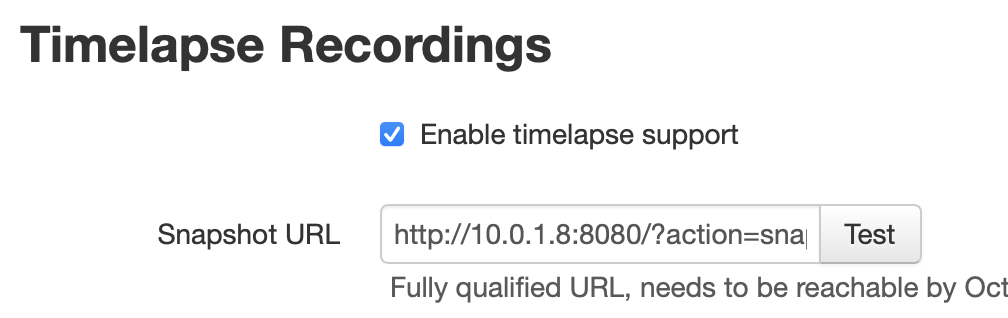 Timelapse Recordings
Enable timelapse support
Snapshot URL http://10.0.1.8:8080/?action=sna Test
Fully qualified URL, needs to be reachable by Oct